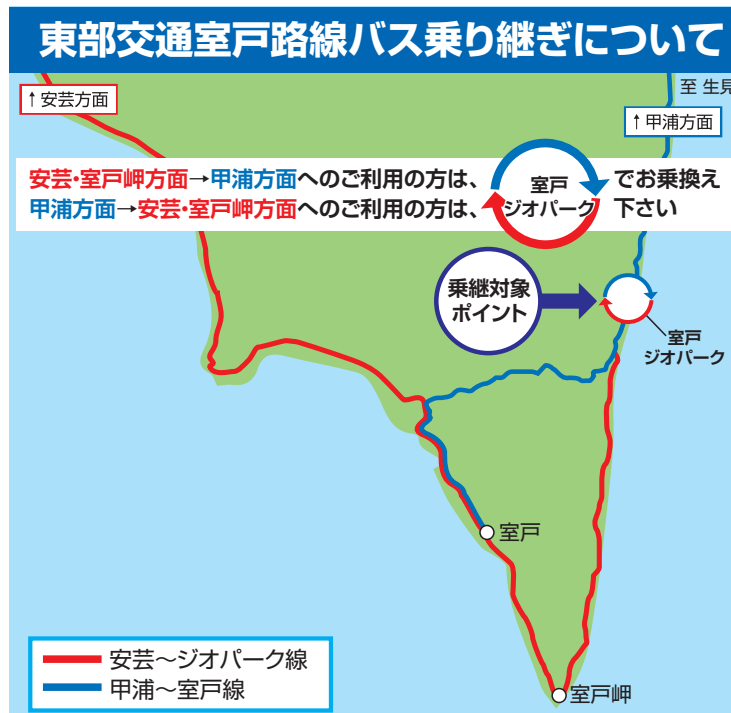 東部交通室戸路線バス乗り継ぎについて
↑安芸方面
至 生見
↑甲浦方面
安芸・室戸岬方面→甲浦方面へのご利用の方は、
甲浦方面→安芸・室戸岬方面へのご利用の方は、
室戸
ジオパーク
でお乗換え
下さい
乗継対象
ポイント
室戸
ジオパーク
室戸
室戸岬
安芸〜ジオパーク線
甲浦〜室戸線